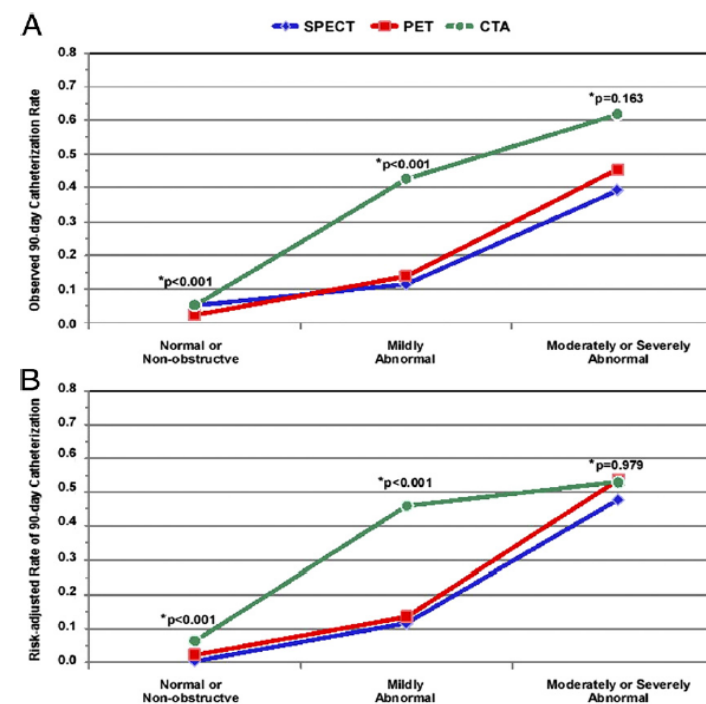 A
SPECT PET CTA
Observed 90-day Catheterization Rate
0.8
0.7
0.6
0.5
0.4
0.3
0.2
0.1
0.0
*p<0.001
*p<0.001
*p=0.163
Normal or
Non-obstructve
Mildly
Abnormal
Moderately or Severely
Abnormal
B
Risk-adjusted Rate of 90-day Catheterization
0.8
0.7
0.6
0.5
0.4
0.3
0.2
0.1
0.0
*p<0.001
*p<0.001
*p=0.979
Normal or
Non-obstructve
Mildly
Abnormal
Moderately or Severely
Abnormal